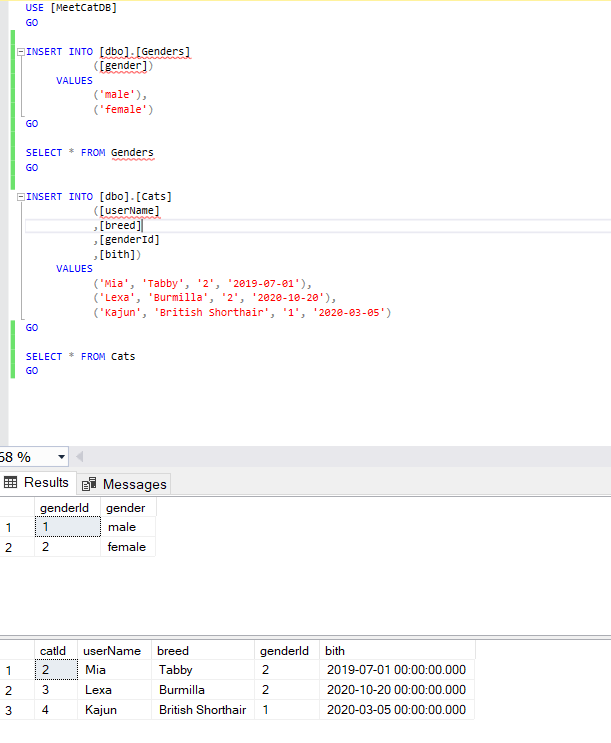 USE [MeetCatDB]
GO
INSERT INTO [dbo].[Genders]
([gender])
VALUES
('male'),
('female')
GO
SELECT * FROM Genders
GO
INSERT INTO [dbo].[Cats]
([userName]
,[breed]
,[genderId]
,[bith])
VALUES
('Mia', 'Tabby', '2', '2019-07-01'),
('Lexa', 'Burmilla', '2', '2020-10-20'),
('Kajun', 'British Shorthair', '1', '2020-03-05')
GO
SELECT * FROM Cats
GO
68 %
Results Messages
genderId gender
1 1 male
2 2 female
catId userName breed genderId bith
1 2 Mia Tabby 2 2019-07-01 00:00:00.000
2 3 Lexa Burmilla 2 2020-10-20 00:00:00.000
3 4 Kajun British Shorthair 1 2020-03-05 00:00:00.000